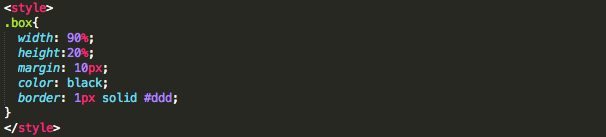 <style>
.box{
  width: 90%;
  height:20%;
  margin: 10px;
  color: black;
  border: 1px solid #ddd;
}
</style>